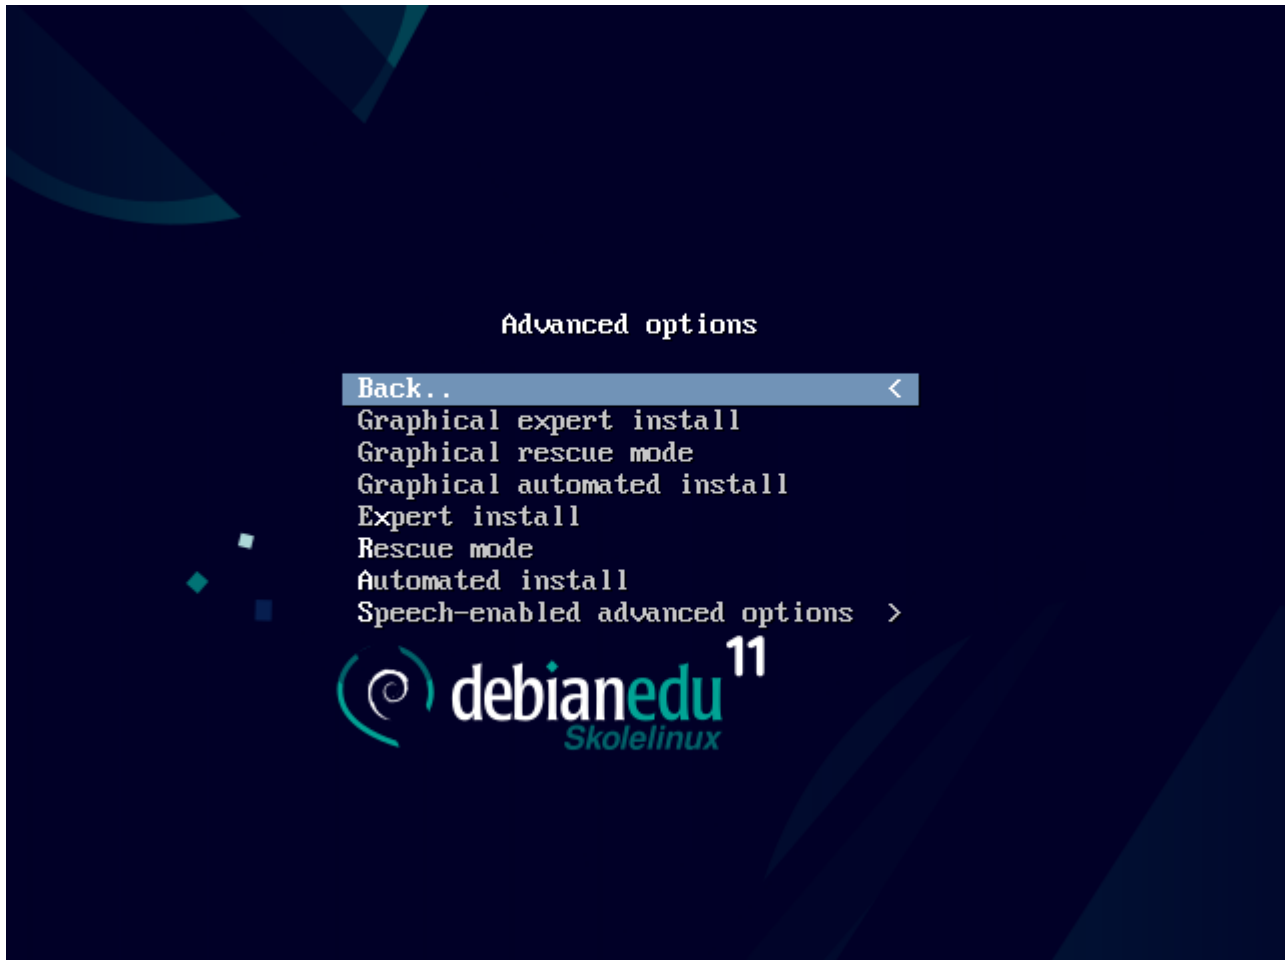 Advanced options
Back.. <
Graphical expert install
Graphical rescue mode
Graphical automated install
Expert install
Rescue mode
Automated install
Speech-enabled advanced options >
debianedu 11
Skolelinux